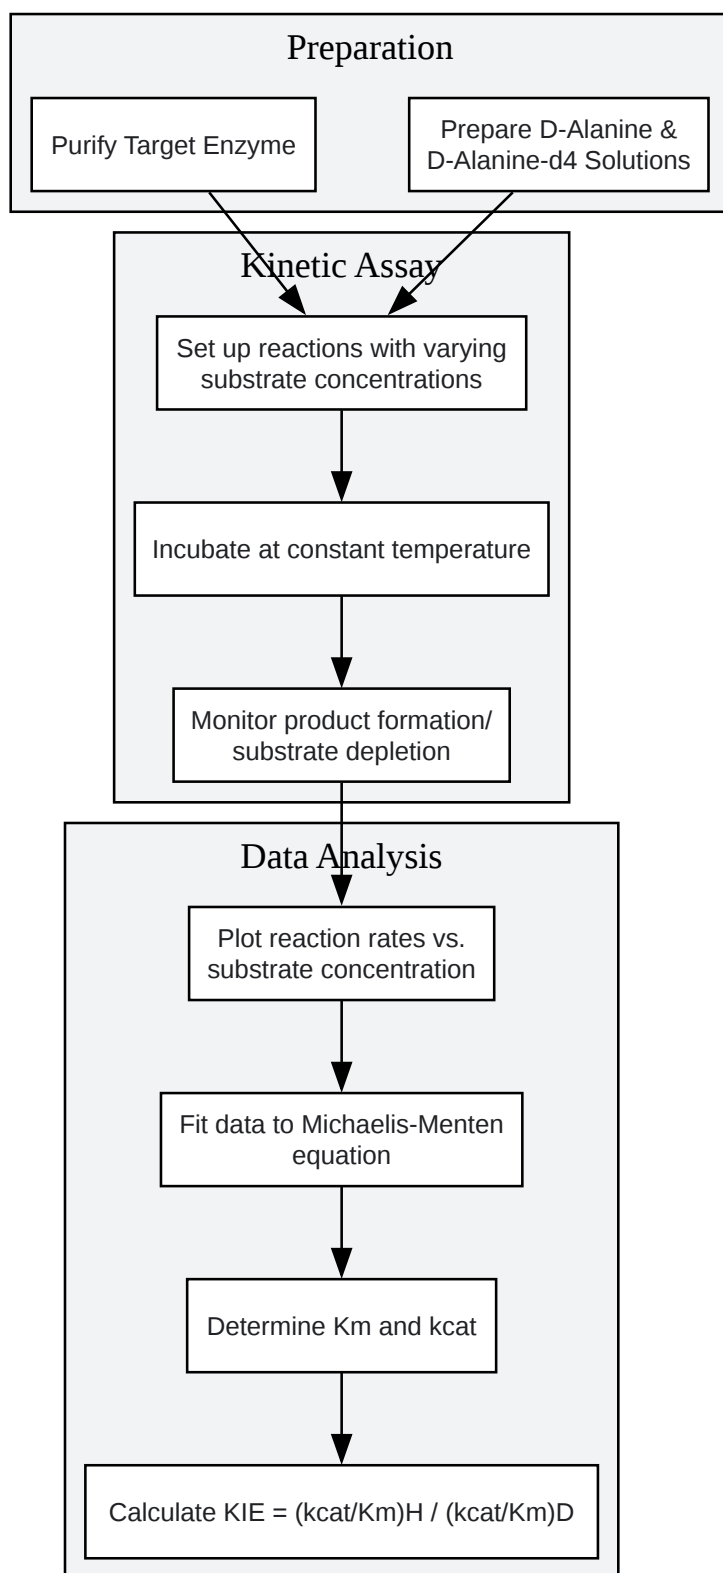 Preparation
Purify Target Enzyme
Prepare D-Alanine &
D-Alanine-d4 Solutions
Kinetic Assay
Set up reactions with varying
substrate concentrations
Incubate at constant temperature
Monitor product formation/
substrate depletion
Data Analysis
Plot reaction rates vs.
substrate concentration
Fit data to Michaelis-Menten
equation
Determine Km and kcat
Calculate KIE = (kcat/Km)H / (kcat/Km)D